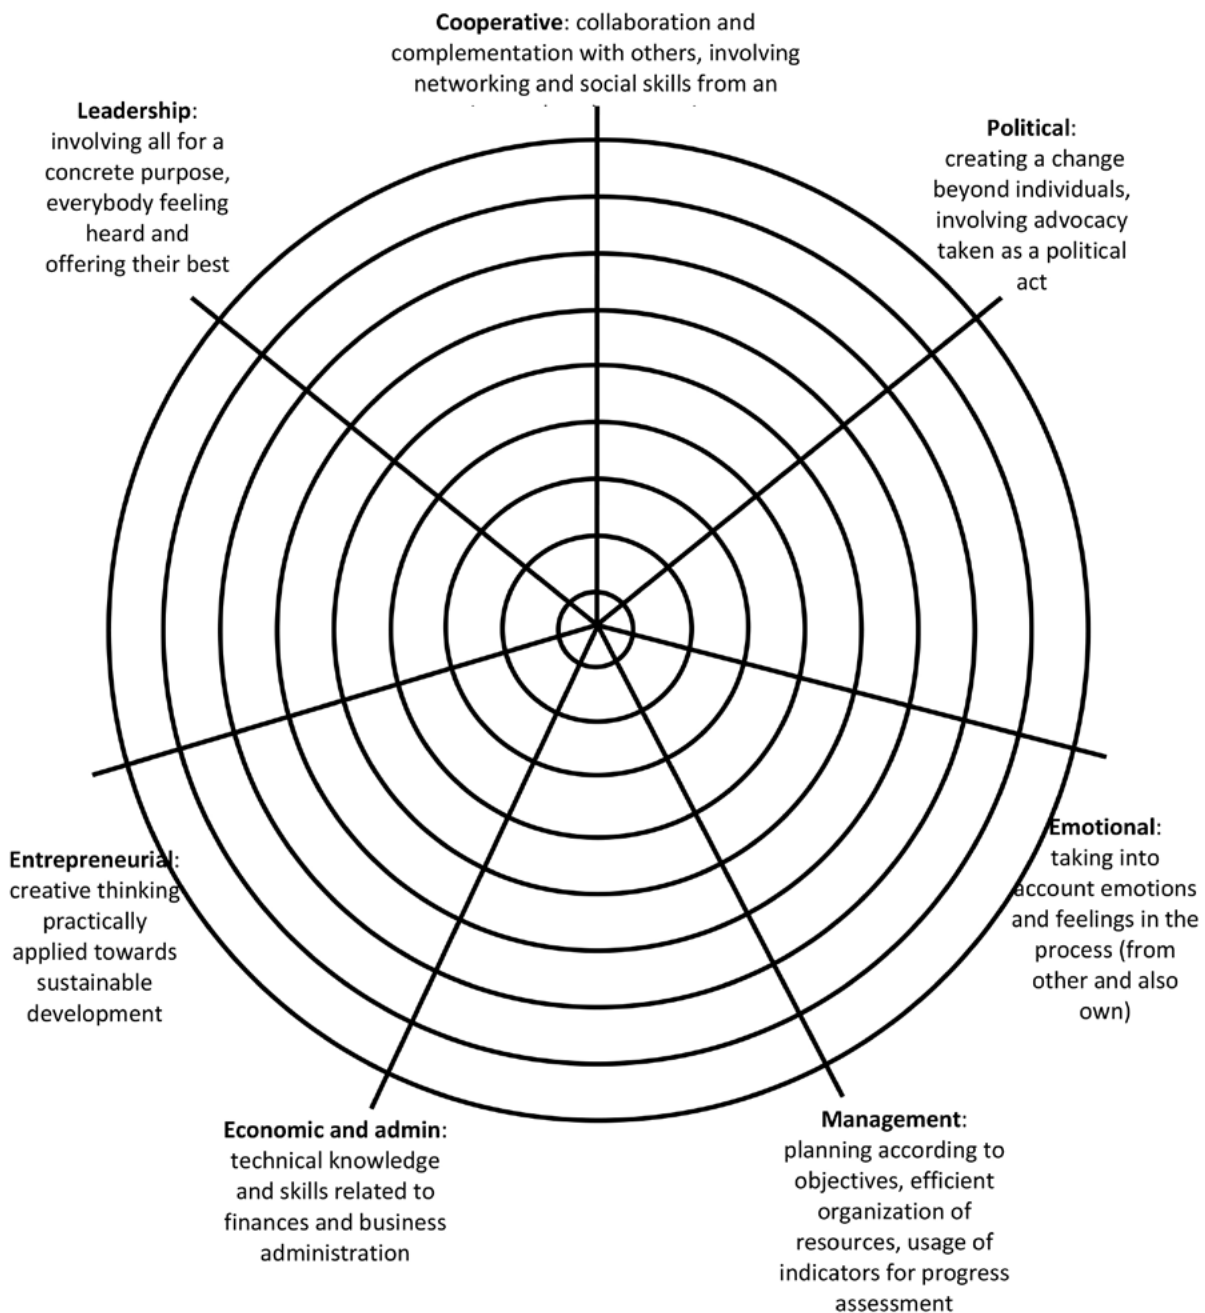 Cooperative: collaboration and
complementation with others, involving
networking and social skills from an
Leadership:
involving all for a
concrete purpose,
everybody feeling
heard and
offering their best
Political:
creating a change
beyond individuals,
involving advocacy
taken as a political
act
Emotional:
taking into
account emotions
and feelings in the
process (from
other and also
own)
Management:
planning according to
objectives, efficient
organization of
resources, usage of
indicators for progress
assessment
Economic and admin:
technical knowledge
and skills related to
finances and business
administration
Entrepreneurial:
creative thinking
practically
applied towards
sustainable
development